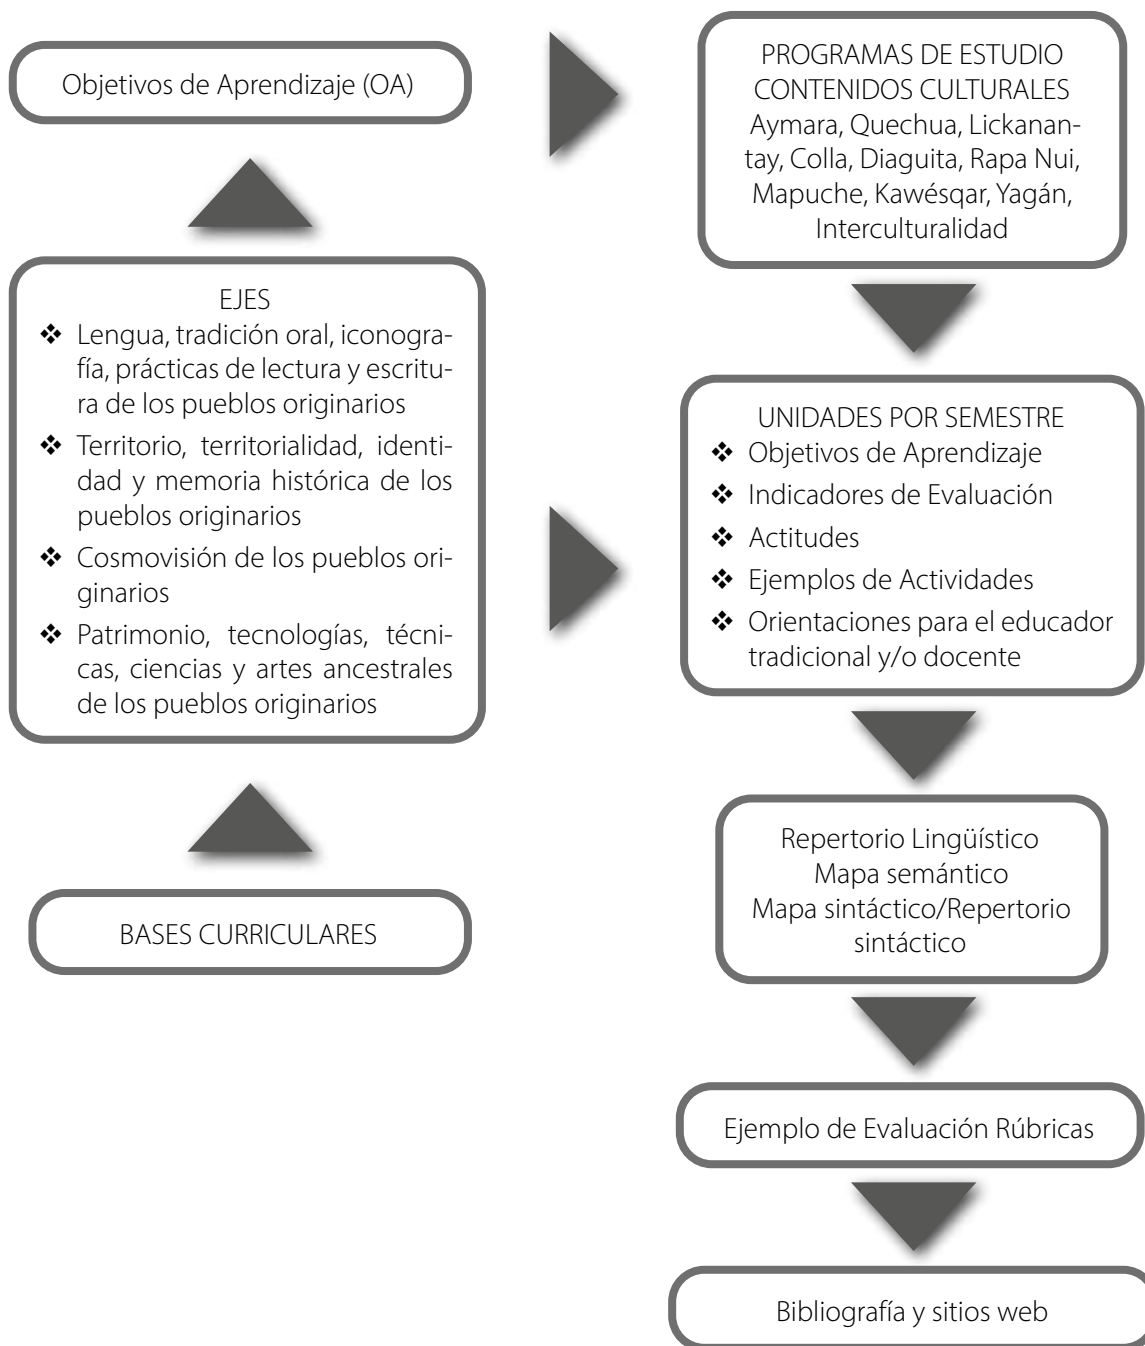 Objetivos de Aprendizaje (OA)
PROGRAMAS DE ESTUDIO
CONTENIDOS CULTURALES
Aymara, Quechua, Lickanan-
tay, Colla, Diaguita, Rapa Nui,
Mapuche, Kawésqar, Yagán,
Interculturalidad
EJES
❖ Lengua, tradición oral, iconogra-
fía, prácticas de lectura y escritu-
ra de los pueblos originarios
❖ Territorio, territorialidad, identi-
dad y memoria histórica de los
pueblos originarios
❖ Cosmovisión de los pueblos ori-
ginarios
❖ Patrimonio, tecnologías, técni-
cas, ciencias y artes ancestrales
de los pueblos originarios
UNIDADES POR SEMESTRE
❖ Objetivos de Aprendizaje
❖ Indicadores de Evaluación
❖ Actitudes
❖ Ejemplos de Actividades
❖ Orientaciones para el educador
tradicional y/o docente
BASES CURRICULARES
Repertorio Lingüístico
Mapa semántico
Mapa sintáctico/Repertorio
sintáctico
Ejemplo de Evaluación Rúbricas
Bibliografía y sitios web